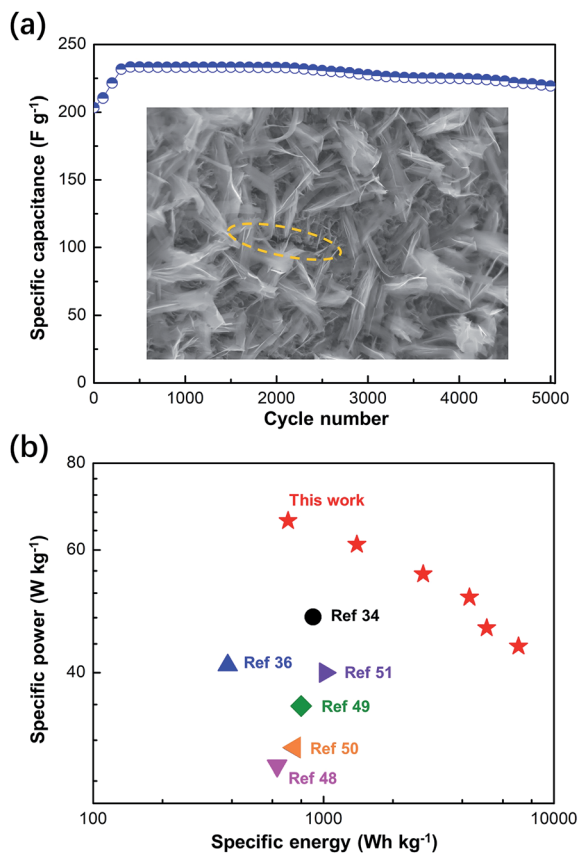 (a)
250
200
150
100
50
0
Specific capacitance (F g⁻¹)
0 1000 2000 3000 4000 5000
Cycle number
(b)
80
60
40
Specific power (W kg⁻¹)
This work
Ref 34
Ref 36
Ref 51
Ref 49
Ref 50
Ref 48
100 1000 10000
Specific energy (Wh kg⁻¹)